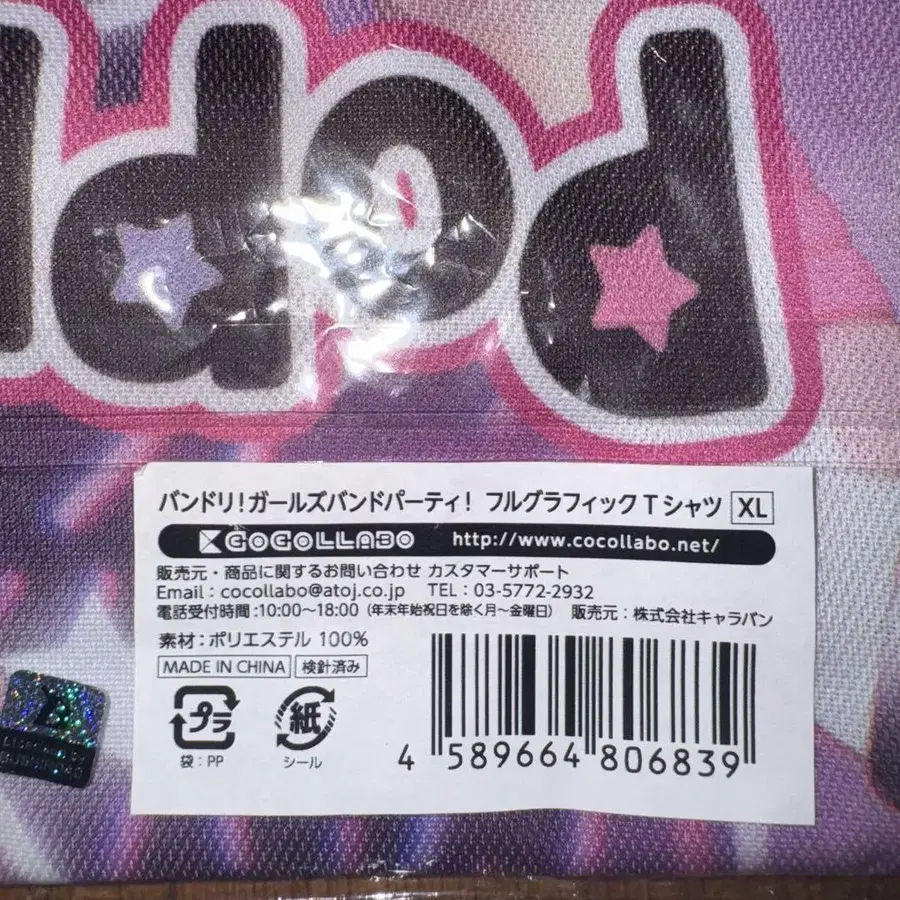 バンドリ!ガールズバンドパーティ! フルグラフィックTシャツ XL
COCOLLABO http://www.cocollabo.net/
販売元・商品に関するお問い合わせ カスタマーサポート
Email:cocollabo@atoj.co.jp TEL:03-5772-2932
電話受付時間:10:00~18:00(年末年始祝日を除く月~金曜日) 販売元:株式会社キャラバン
素材:ポリエステル 100%
MADE IN CHINA 検針済み
プラ 紙
袋:PP シール
4 589664 806839